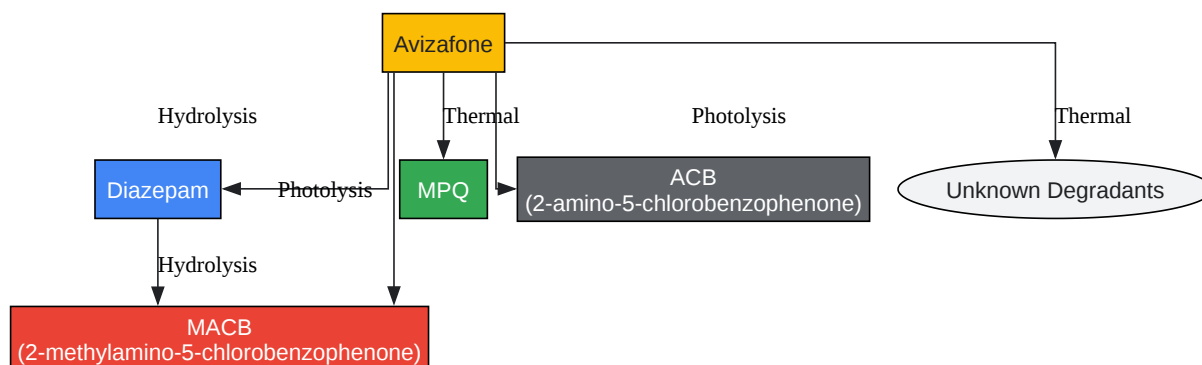 Avizafone
Hydrolysis
Thermal
Photolysis
Thermal
Diazepam
Photolysis
MPQ
ACB
(2-amino-5-chlorobenzophenone)
Unknown Degradants
Hydrolysis
MACB
(2-methylamino-5-chlorobenzophenone)